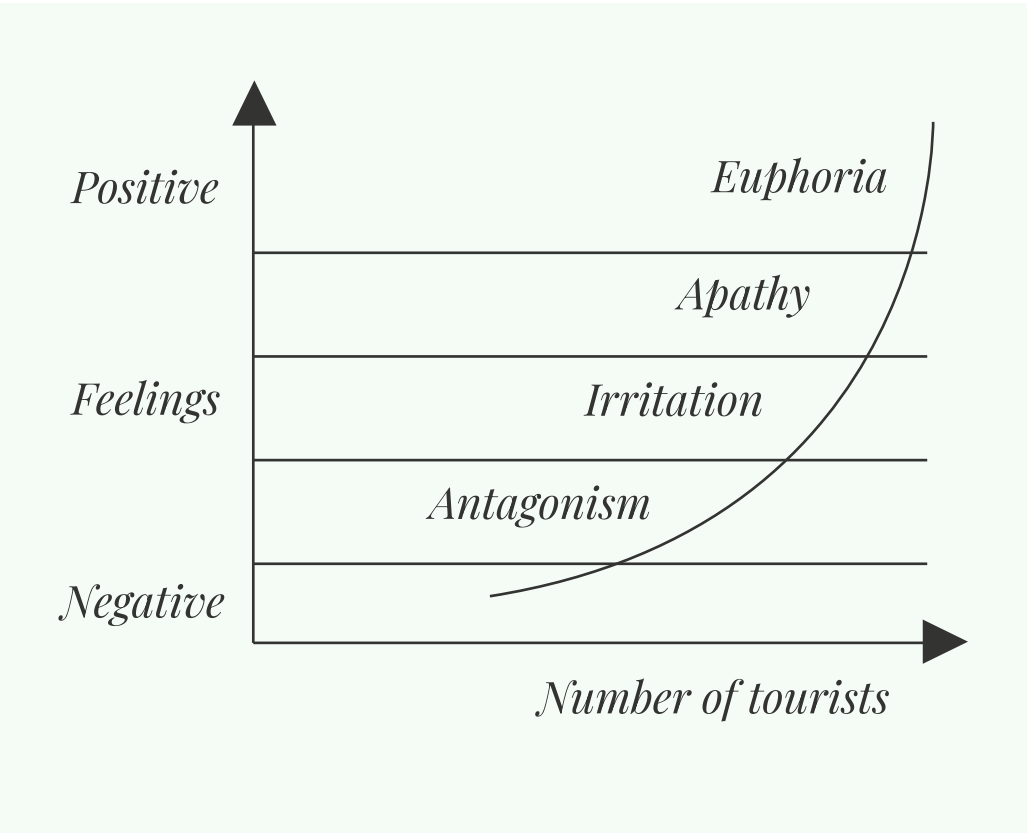 Positive
Euphoria
Apathy
Feelings
Irritation
Antagonism
Negative
Number of tourists